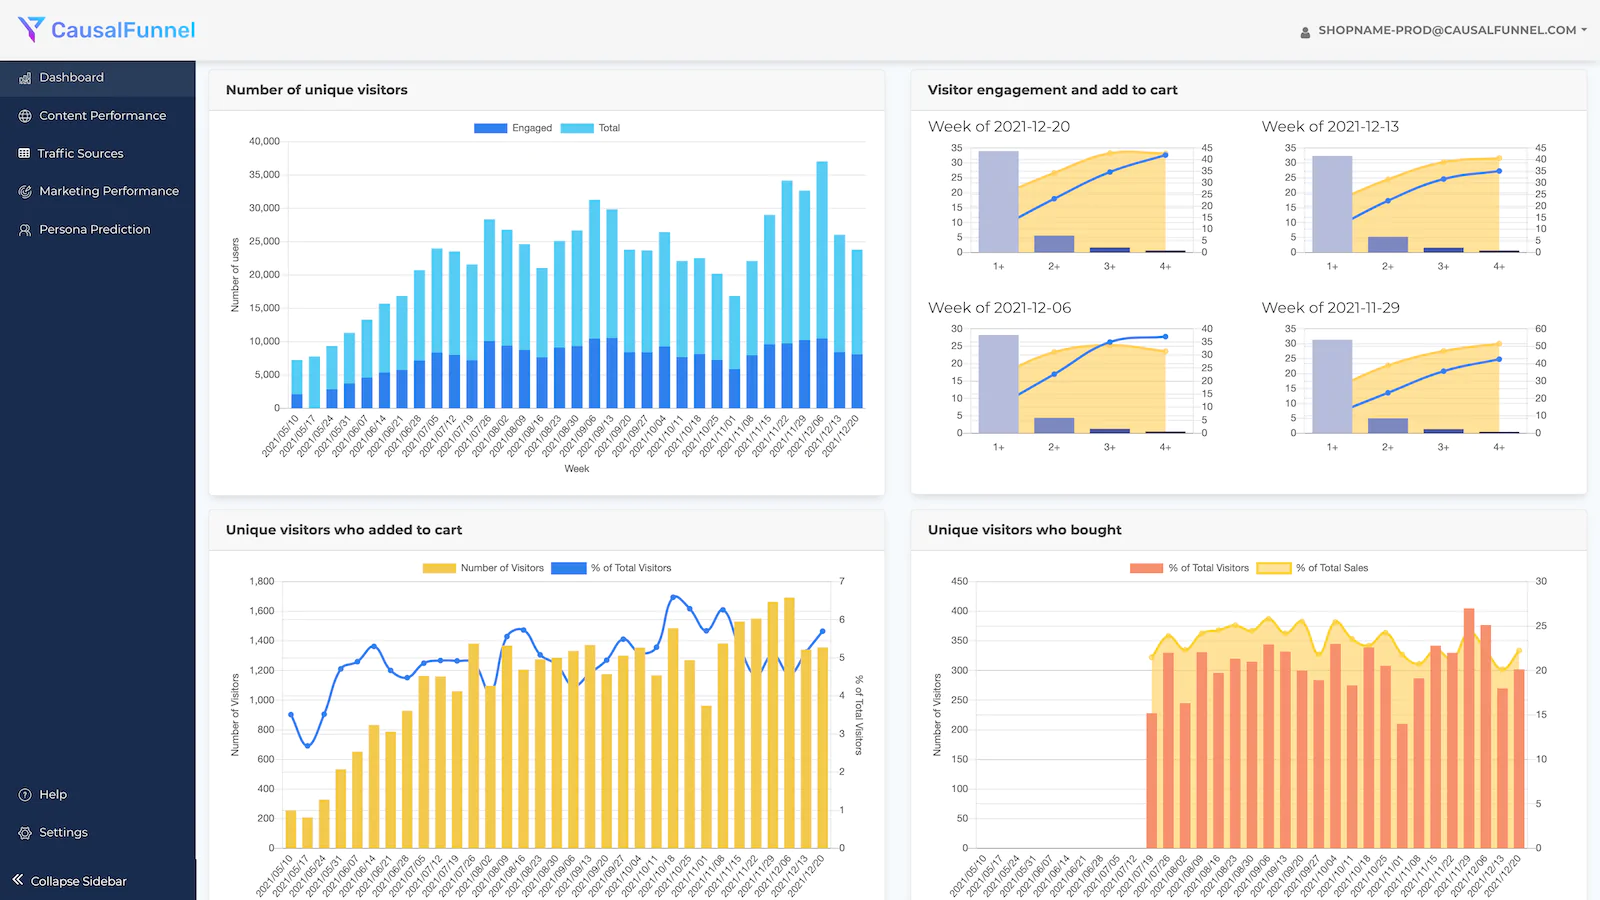 CausalFunnel
SHOPNAME-PROD@CAUSALFUNNEL.COM
Dashboard
Content Performance
Traffic Sources
Marketing Performance
Persona Prediction
Help
Settings
Collapse Sidebar
Number of unique visitors
Engaged Total
40,000
35,000
30,000
25,000
20,000
15,000
10,000
5,000
0
Number of users
2021/05/10 2021/05/17 2021/05/24 2021/05/31 2021/06/07 2021/06/14 2021/06/21 2021/06/28 2021/07/05 2021/07/12 2021/07/19 2021/07/26 2021/08/02 2021/08/09 2021/08/16 2021/08/23 2021/08/30 2021/09/06 2021/09/13 2021/09/20 2021/09/27 2021/10/04 2021/10/11 2021/10/18 2021/10/25 2021/11/01 2021/11/08 2021/11/15 2021/11/22 2021/11/29 2021/12/06 2021/12/13 2021/12/20
Week
Visitor engagement and add to cart
Week of 2021-12-20
35 30 25 20 15 10 5 0
45 40 35 30 25 20 15 10 5 0
1+ 2+ 3+ 4+
Week of 2021-12-13
35 30 25 20 15 10 5 0
45 40 35 30 25 20 15 10 5 0
1+ 2+ 3+ 4+
Week of 2021-12-06
30 25 20 15 10 5 0
40 35 30 25 20 15 10 5 0
1+ 2+ 3+ 4+
Week of 2021-11-29
35 30 25 20 15 10 5 0
60 50 40 30 20 10 0
1+ 2+ 3+ 4+
Unique visitors who added to cart
Number of Visitors % of Total Visitors
1,800
1,600
1,400
1,200
1,000
800
600
400
200
0
Number of Visitors
7 6 5 4 3 2 1 0
% of Total Visitors
2021/05/10 2021/05/17 2021/05/24 2021/05/31 2021/06/07 2021/06/14 2021/06/21 2021/06/28 2021/07/05 2021/07/12 2021/07/19 2021/07/26 2021/08/02 2021/08/09 2021/08/16 2021/08/23 2021/08/30 2021/09/06 2021/09/13 2021/09/20 2021/09/27 2021/10/04 2021/10/11 2021/10/18 2021/10/25 2021/11/01 2021/11/08 2021/11/15 2021/11/22 2021/11/29 2021/12/06 2021/12/13 2021/12/20
Unique visitors who bought
% of Total Visitors % of Total Sales
450
400
350
300
250
200
150
100
50
0
Number of Visitors
30 25 20 15 10 5 0
2021/05/10 2021/05/17 2021/05/24 2021/05/31 2021/06/07 2021/06/14 2021/06/21 2021/06/28 2021/07/05 2021/07/12 2021/07/19 2021/07/26 2021/08/02 2021/08/09 2021/08/16 2021/08/23 2021/08/30 2021/09/06 2021/09/13 2021/09/20 2021/09/27 2021/10/04 2021/10/11 2021/10/18 2021/10/25 2021/11/01 2021/11/08 2021/11/15 2021/11/22 2021/11/29 2021/12/06 2021/12/13 2021/12/20